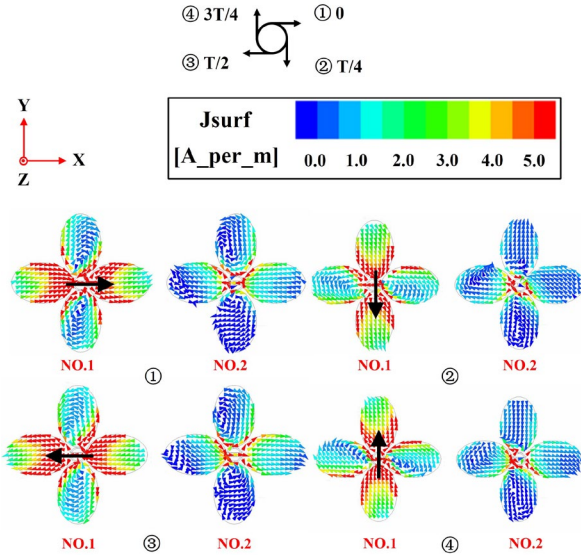 ④ 3T/4 ① 0
③ T/2 ② T/4
Y
X
Z
Jsurf
[A_per_m]
0.0 1.0 2.0 3.0 4.0 5.0
NO.1 NO.2 NO.1 NO.2
① ②
NO.1 NO.2 NO.1 NO.2
③ ④